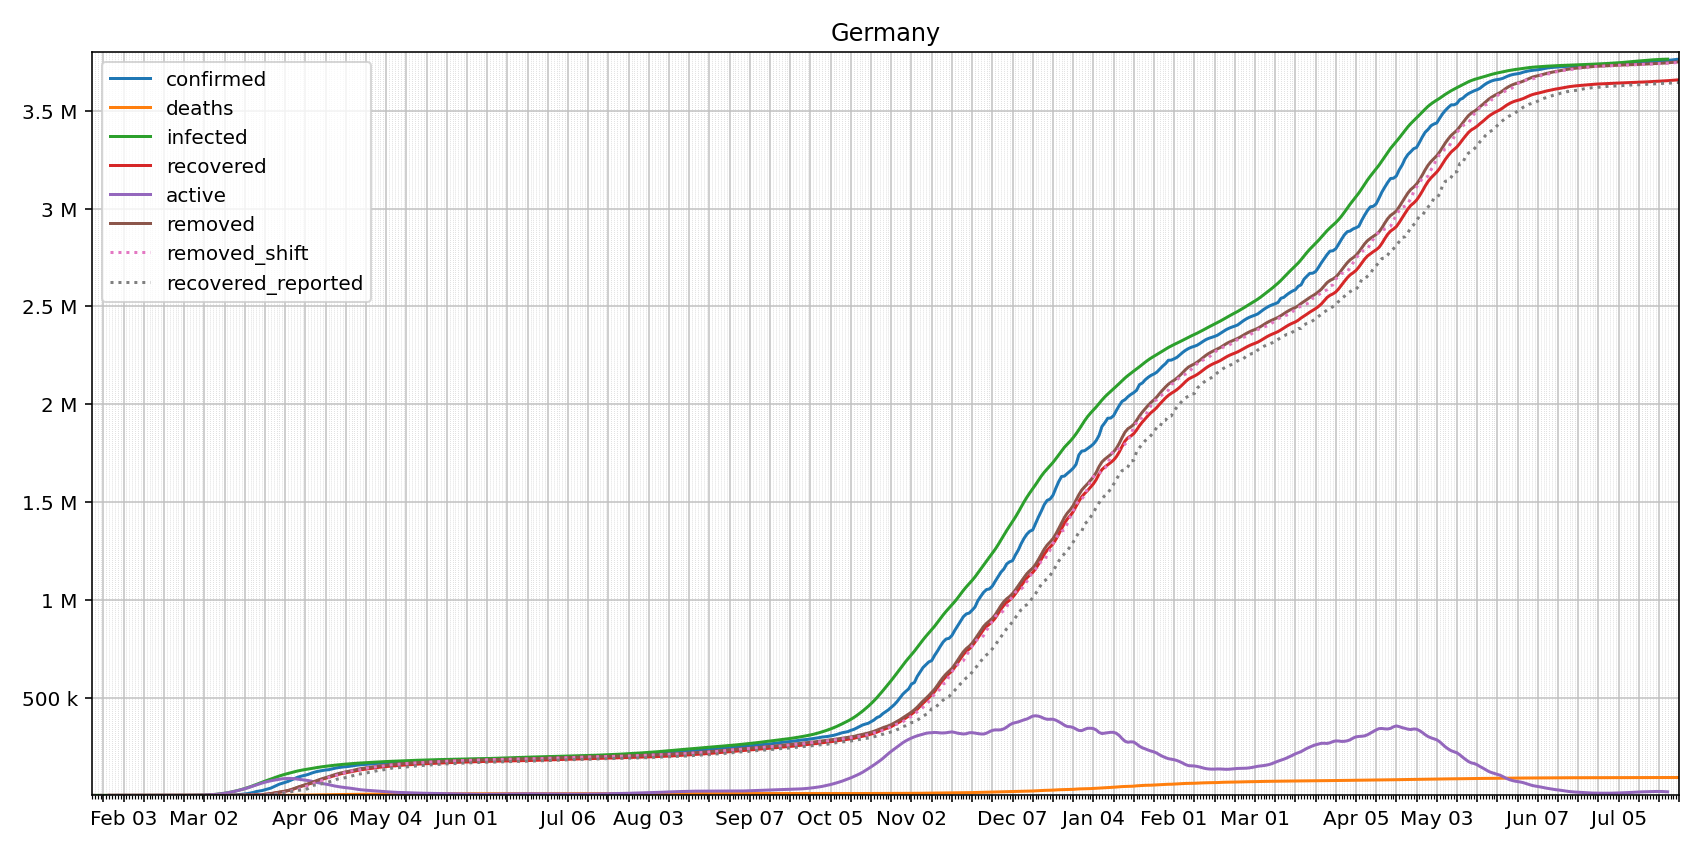 Germany
confirmed
deaths
infected
recovered
active
removed
removed_shift
recovered_reported
3.5 M
3 M
2.5 M
2 M
1.5 M
1 M
500 k
Feb 03 Mar 02 Apr 06 May 04 Jun 01 Jul 06 Aug 03 Sep 07 Oct 05 Nov 02 Dec 07 Jan 04 Feb 01 Mar 01 Apr 05 May 03 Jun 07 Jul 05